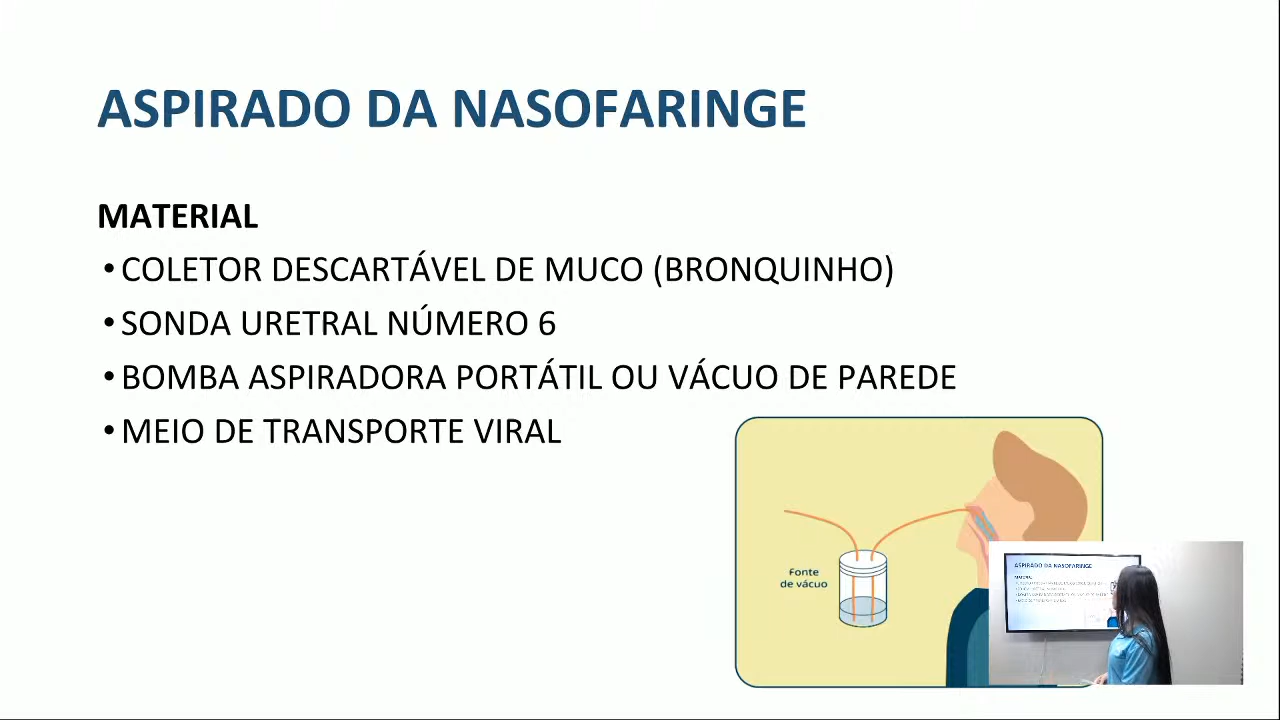 ASPIRADO DA NASOFARINGE
MATERIAL
• COLETOR DESCARTÁVEL DE MUCO (BRONQUINHO)
• SONDA URETRAL NÚMERO 6
• BOMBA ASPIRADORA PORTÁTIL OU VÁCUO DE PAREDE
• MEIO DE TRANSPORTE VIRAL
Fonte
de vácuo
ASPIRADO DA NASOFARINGE